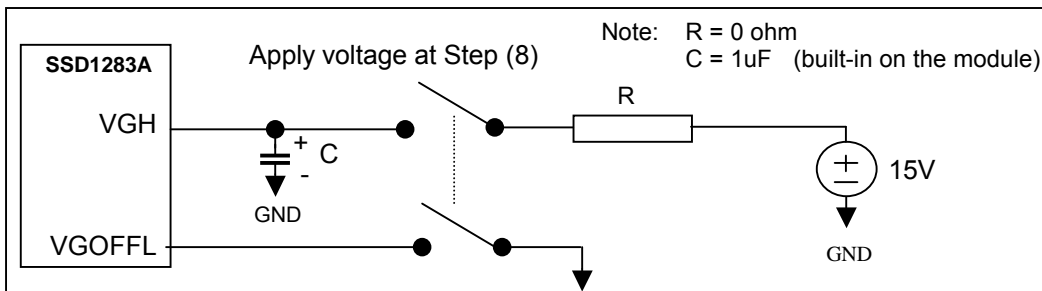 Note: R = 0 ohm
C = 1uF (built-in on the module)
SSD1283A
Apply voltage at Step (8)
R
VGH
+
C
-
GND
+
-
15V
GND
VGOFFL